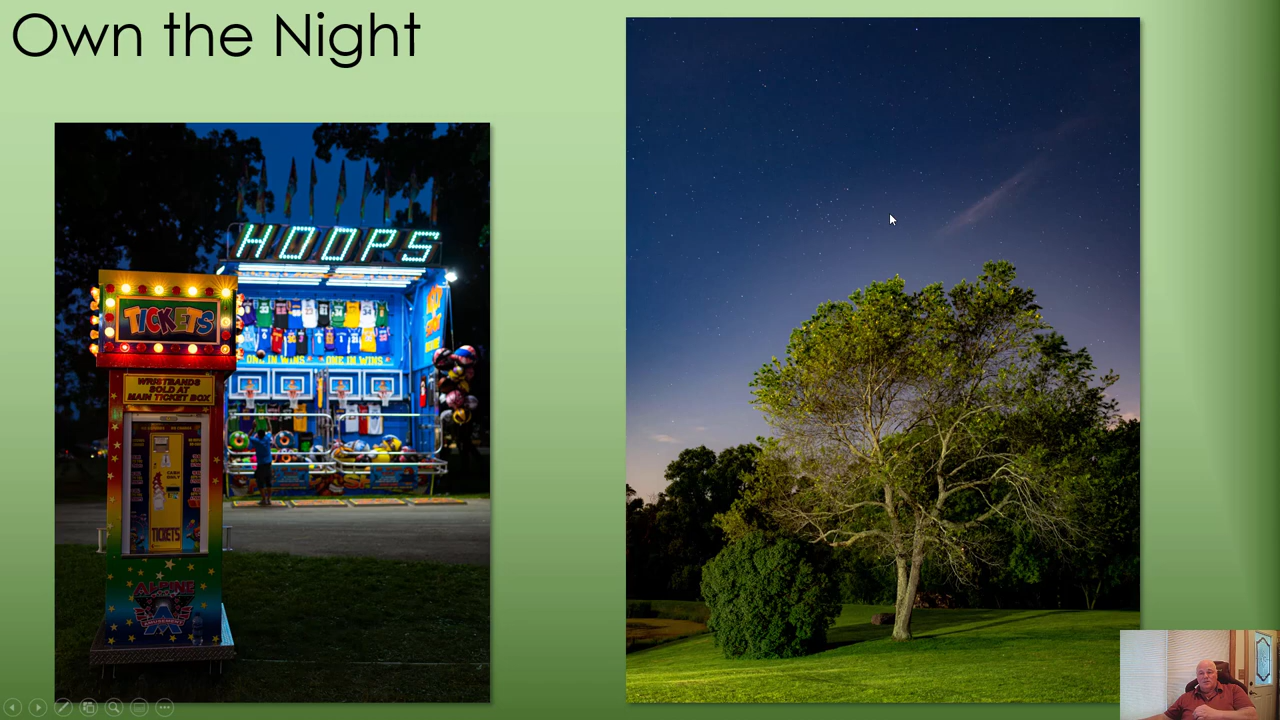 Own the Night
HOOPS
TICKETS
ONE IN WINS ONE IN WINS
WRISTBANDS
SOLD AT
MAIN TICKET BOX
TICKETS
ALPINE
AMUSEMENT